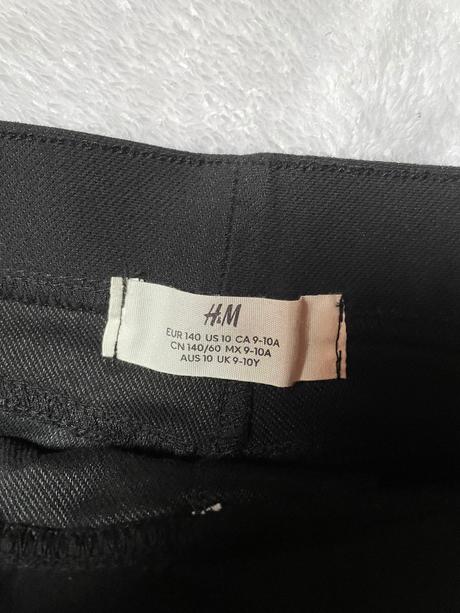 H&M
EUR 140 US 10 CA 9-10A
CN 140/60 MX 9-10A
AUS 10 UK 9-10Y